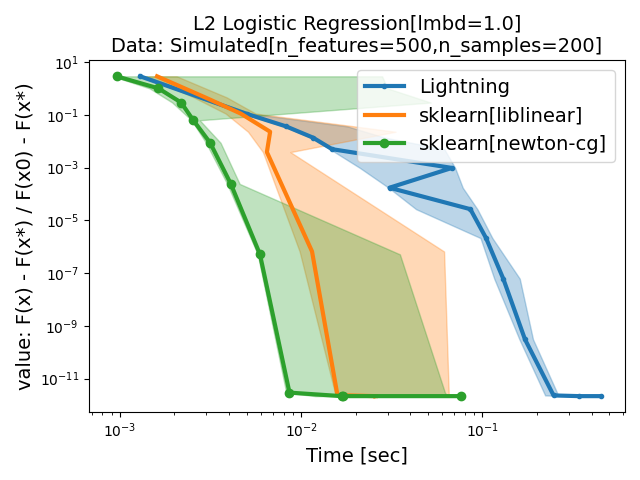 L2 Logistic Regression[lmbd=1.0]
Data: Simulated[n_features=500,n_samples=200]
value: F(x) - F(x*) / F(x0) - F(x*)
10¹
10⁻¹
10⁻³
10⁻⁵
10⁻⁷
10⁻⁹
10⁻¹¹
Lightning
sklearn[liblinear]
sklearn[newton-cg]
10⁻³
10⁻²
10⁻¹
Time [sec]